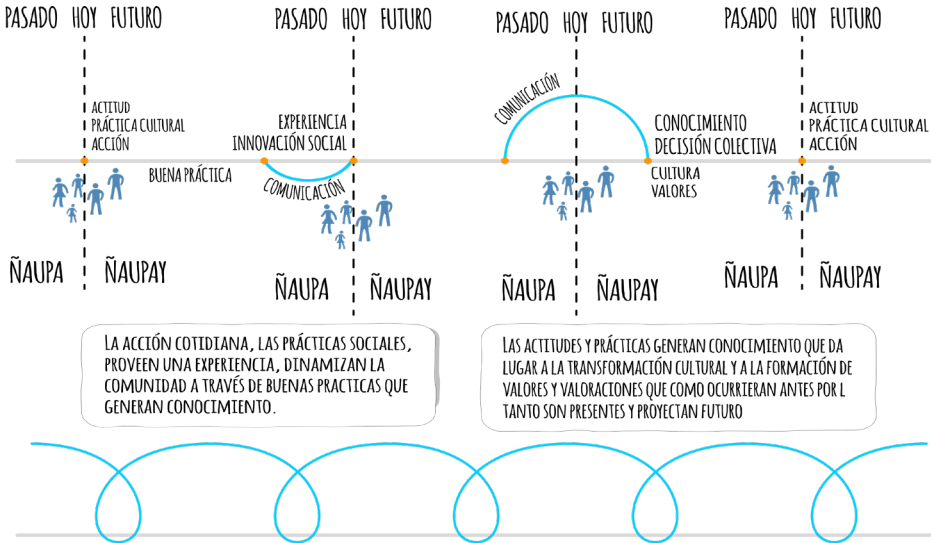 PASADO HOY FUTURO
PASADO HOY FUTURO
PASADO HOY FUTURO
PASADO HOY FUTURO
ACTITUD
PRÁCTICA CULTURAL
ACCIÓN
BUENA PRÁCTICA
EXPERIENCIA
INNOVACIÓN SOCIAL
COMUNICACIÓN
COMUNICACIÓN
CONOCIMIENTO
DECISIÓN COLECTIVA
CULTURA
VALORES
ACTITUD
PRÁCTICA CULTURAL
ACCIÓN
ÑAUPA ÑAUPAY
ÑAUPA ÑAUPAY
ÑAUPA ÑAUPAY
ÑAUPA ÑAUPAY
LA ACCIÓN COTIDIANA, LAS PRÁCTICAS SOCIALES,
PROVEEN UNA EXPERIENCIA, DINAMIZAN LA
COMUNIDAD A TRAVÉS DE BUENAS PRACTICAS QUE
GENERAN CONOCIMIENTO.
LAS ACTITUDES Y PRÁCTICAS GENERAN CONOCIMIENTO QUE DA
LUGAR A LA TRANSFORMACIÓN CULTURAL Y A LA FORMACIÓN DE
VALORES Y VALORACIONES QUE COMO OCURRIERAN ANTES POR L
TANTO SON PRESENTES Y PROYECTAN FUTURO